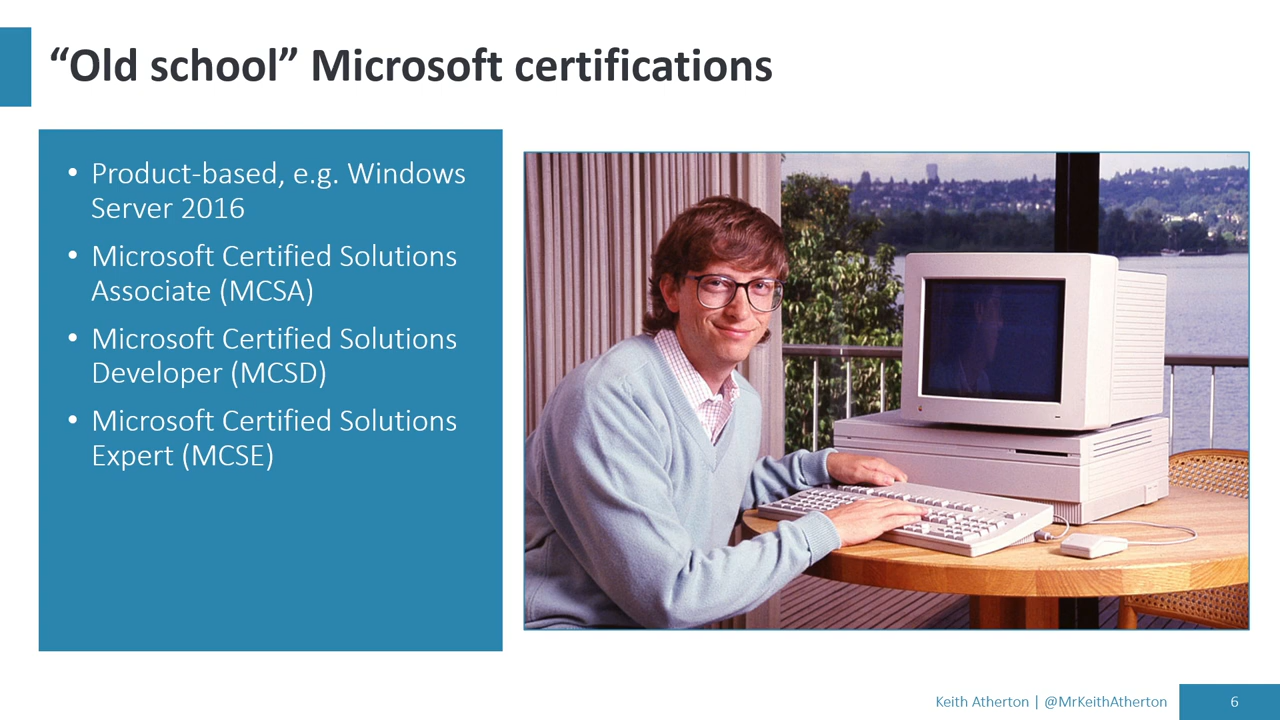 “Old school” Microsoft certifications
• Product-based, e.g. Windows
Server 2016
• Microsoft Certified Solutions
Associate (MCSA)
• Microsoft Certified Solutions
Developer (MCSD)
• Microsoft Certified Solutions
Expert (MCSE)
Keith Atherton | @MrKeithAtherton
6